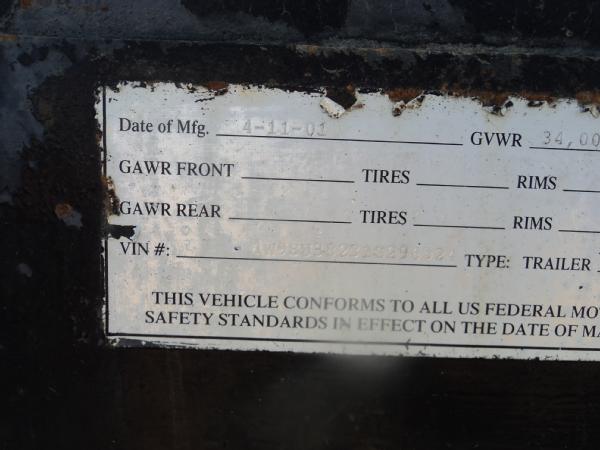 Date of Mfg. 4-11-01 GVWR 34,00
GAWR FRONT TIRES RIMS
GAWR REAR TIRES RIMS
VIN #: TYPE: TRAILER
THIS VEHICLE CONFORMS TO ALL US FEDERAL MO
SAFETY STANDARDS IN EFFECT ON THE DATE OF MA